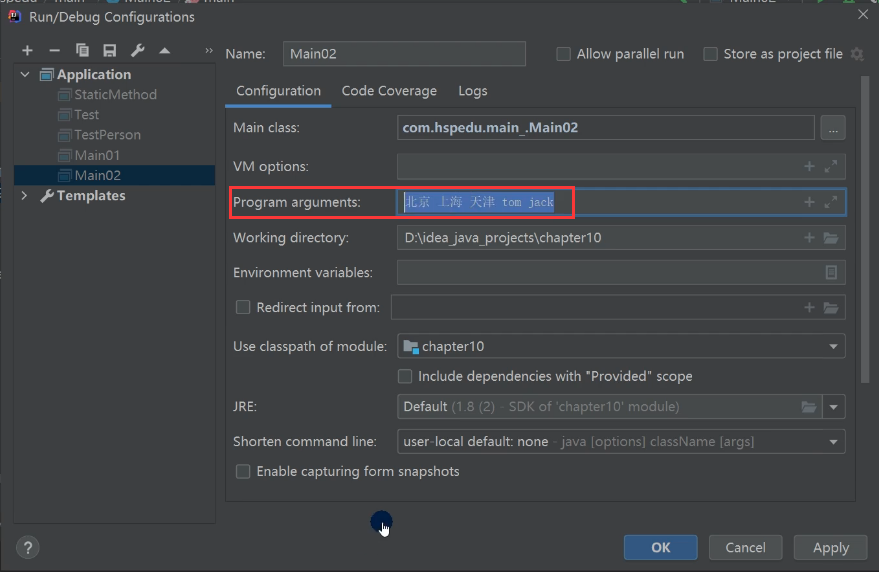 Run/Debug Configurations
Name: Main02 Allow parallel run Store as project file
Application
StaticMethod
Test
TestPerson
Main01
Main02
Templates
Configuration Code Coverage Logs
Main class: com.hspedu.main_.Main02 ...
VM options:
Program arguments: 北京 上海 天津 tom jack
Working directory: D:\idea_java_projects\chapter10
Environment variables:
Redirect input from:
Use classpath of module: chapter10
Include dependencies with "Provided" scope
JRE: Default (1.8 (2) - SDK of 'chapter10' module)
Shorten command line: user-local default: none - java [options] className [args]
Enable capturing form snapshots
? OK Cancel Apply